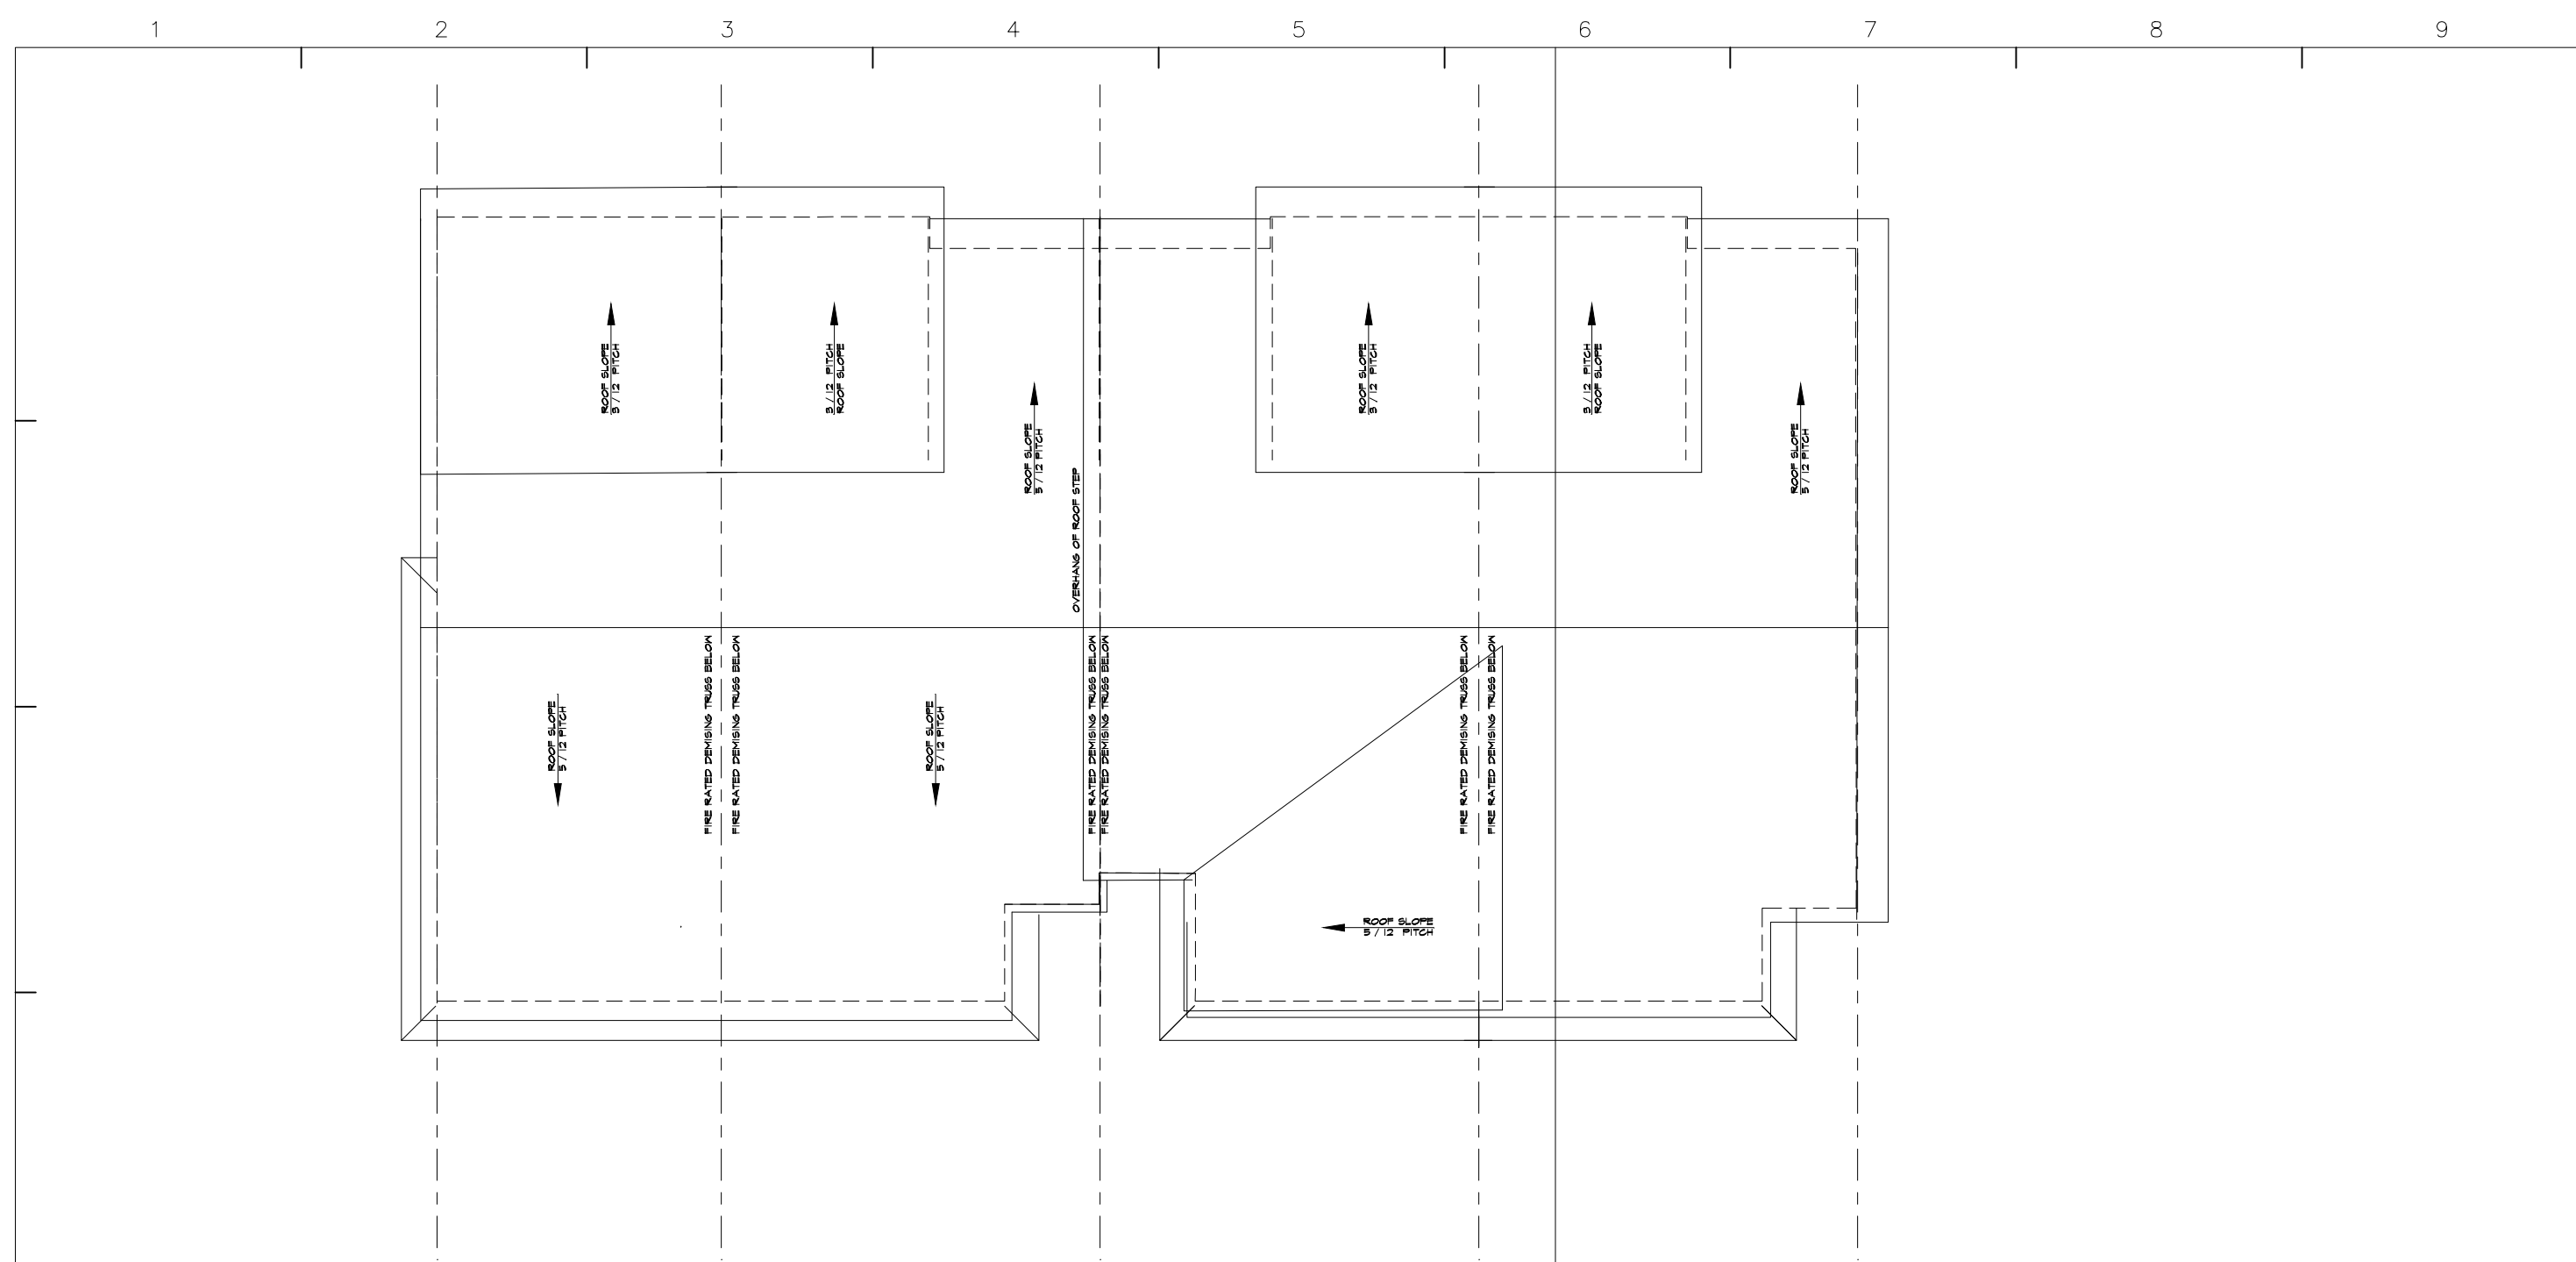 1 2 3 4 5 6 7 8 9
ROOF SLOPE
3 / 12 PITCH
3 / 12 PITCH
ROOF SLOPE
ROOF SLOPE
3 / 12 PITCH
3 / 12 PITCH
ROOF SLOPE
ROOF SLOPE
5 / 12 PITCH
OVERHANG OF ROOF STEP
ROOF SLOPE
5 / 12 PITCH
FIRE RATED DEMISING TRUSS BELOW
FIRE RATED DEMISING TRUSS BELOW
FIRE RATED DEMISING TRUSS BELOW
FIRE RATED DEMISING TRUSS BELOW
FIRE RATED DEMISING TRUSS BELOW
FIRE RATED DEMISING TRUSS BELOW
ROOF SLOPE
5 / 12 PITCH
ROOF SLOPE
5 / 12 PITCH
ROOF SLOPE
5 / 12 PITCH